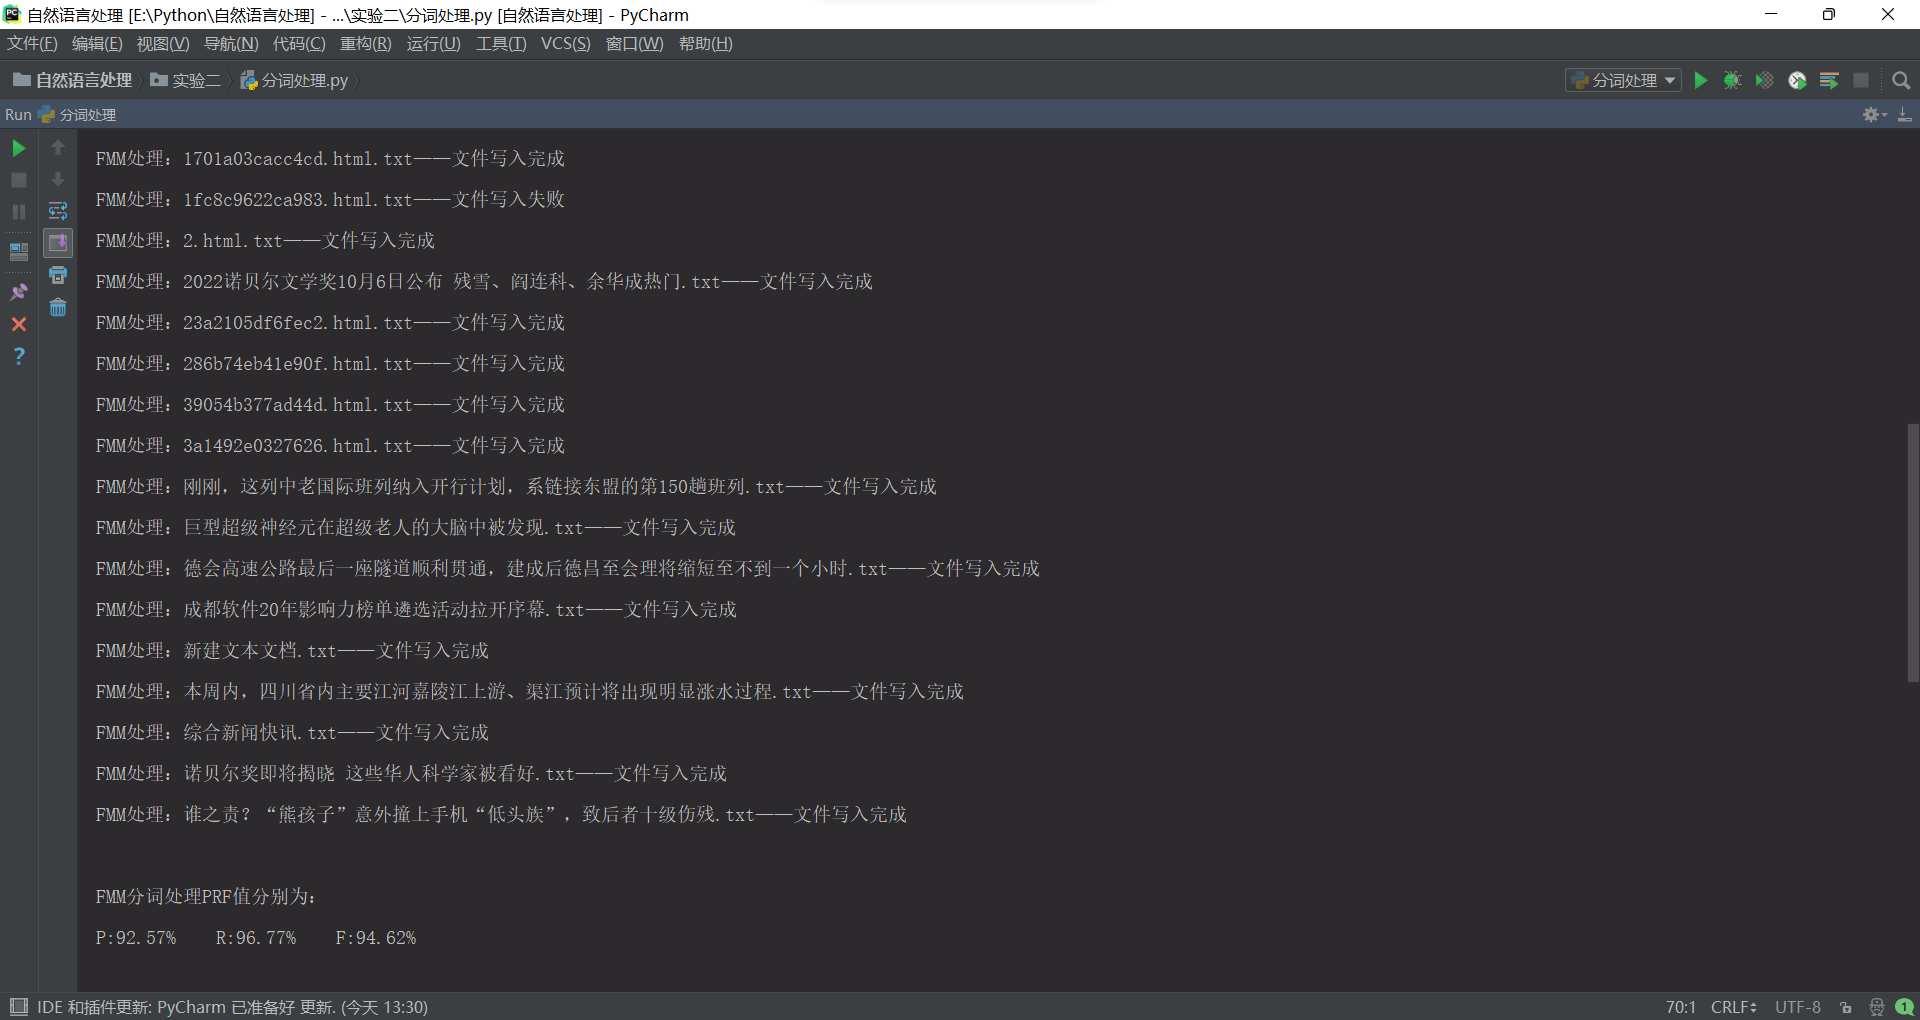 自然语言处理 [E:\Python\自然语言处理] - ...\实验二\分词处理.py [自然语言处理] - PyCharm
文件(F) 编辑(E) 视图(V) 导航(N) 代码(C) 重构(R) 运行(U) 工具(T) VCS(S) 窗口(W) 帮助(H)
自然语言处理 实验二 分词处理.py 分词处理
Run 分词处理
FMM处理：1701a03cacc4cd.html.txt——文件写入完成
FMM处理：1fc8c9622ca983.html.txt——文件写入失败
FMM处理：2.html.txt——文件写入完成
FMM处理：2022诺贝尔文学奖10月6日公布 残雪、阎连科、余华成热门.txt——文件写入完成
FMM处理：23a2105df6fec2.html.txt——文件写入完成
FMM处理：286b74eb41e90f.html.txt——文件写入完成
FMM处理：39054b377ad44d.html.txt——文件写入完成
FMM处理：3a1492e0327626.html.txt——文件写入完成
FMM处理：刚刚，这列中老国际班列纳入开行计划，系链接东盟的第150趟班列.txt——文件写入完成
FMM处理：巨型超级神经元在超级老人的大脑中被发现.txt——文件写入完成
FMM处理：德会高速公路最后一座隧道顺利贯通，建成后德昌至会理将缩短至不到一个小时.txt——文件写入完成
FMM处理：成都软件20年影响力榜单遴选活动拉开序幕.txt——文件写入完成
FMM处理：新建文本文档.txt——文件写入完成
FMM处理：本周内，四川省内主要江河嘉陵江上游、渠江预计将出现明显涨水过程.txt——文件写入完成
FMM处理：综合新闻快讯.txt——文件写入完成
FMM处理：诺贝尔奖即将揭晓 这些华人科学家被看好.txt——文件写入完成
FMM处理：谁之责？“熊孩子”意外撞上手机“低头族”，致后者十级伤残.txt——文件写入完成
FMM分词处理PRF值分别为：
P:92.57% R:96.77% F:94.62%
IDE 和插件更新: PyCharm 已准备好 更新. (今天 13:30) 70:1 CRLF UTF-8 1